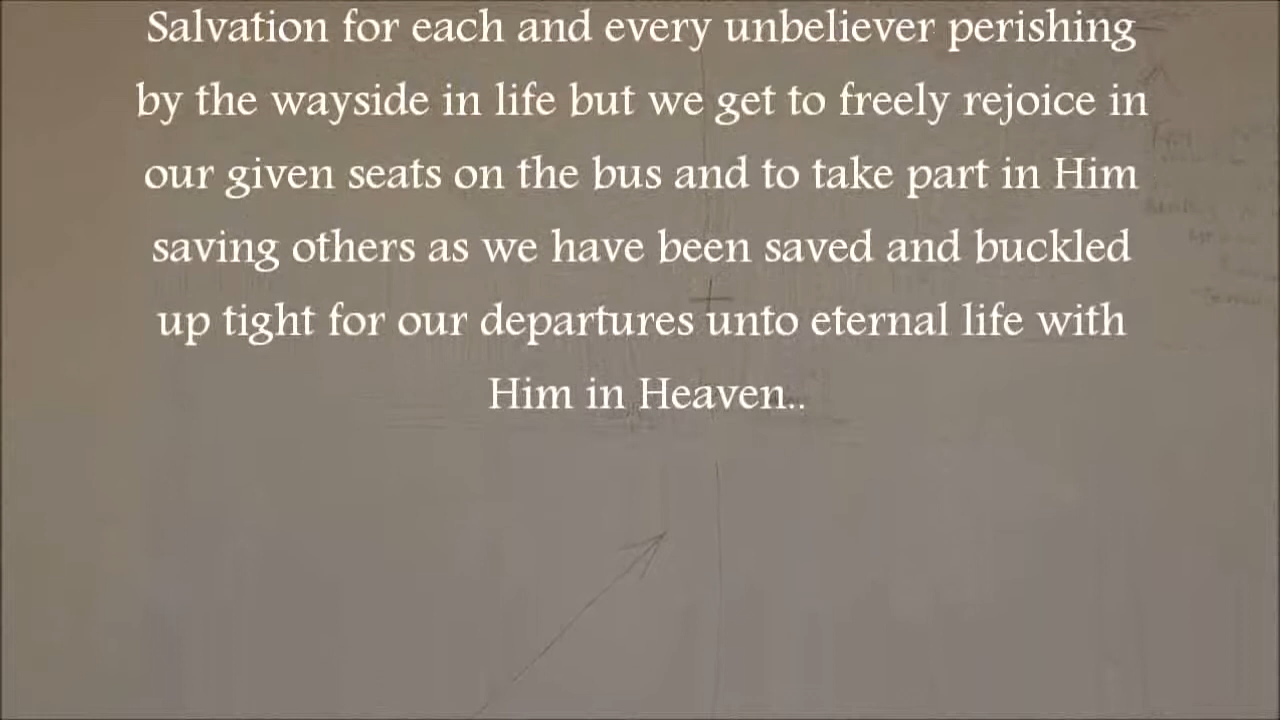 Salvation for each and every unbeliever perishing
by the wayside in life but we get to freely rejoice in
our given seats on the bus and to take part in Him
saving others as we have been saved and buckled
up tight for our departures unto eternal life with
Him in Heaven..